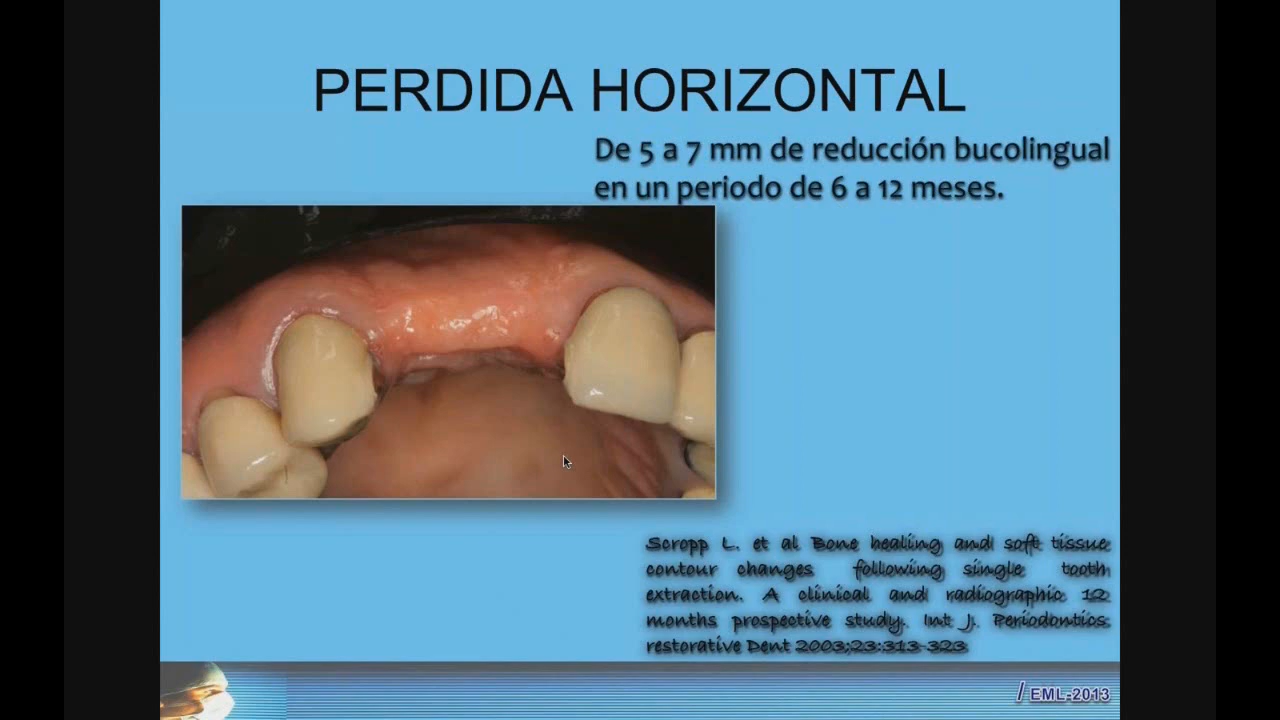 PERDIDA HORIZONTAL
De 5 a 7 mm de reducción bucolingual
en un periodo de 6 a 12 meses.
Scropp L. et al Bone healing and soft tissue
contour changes following single tooth
extraction. A clinical and radiographic 12
months prospective study. Int J. Periodontics
restorative Dent 2003;23:313-323
/ EML-2013